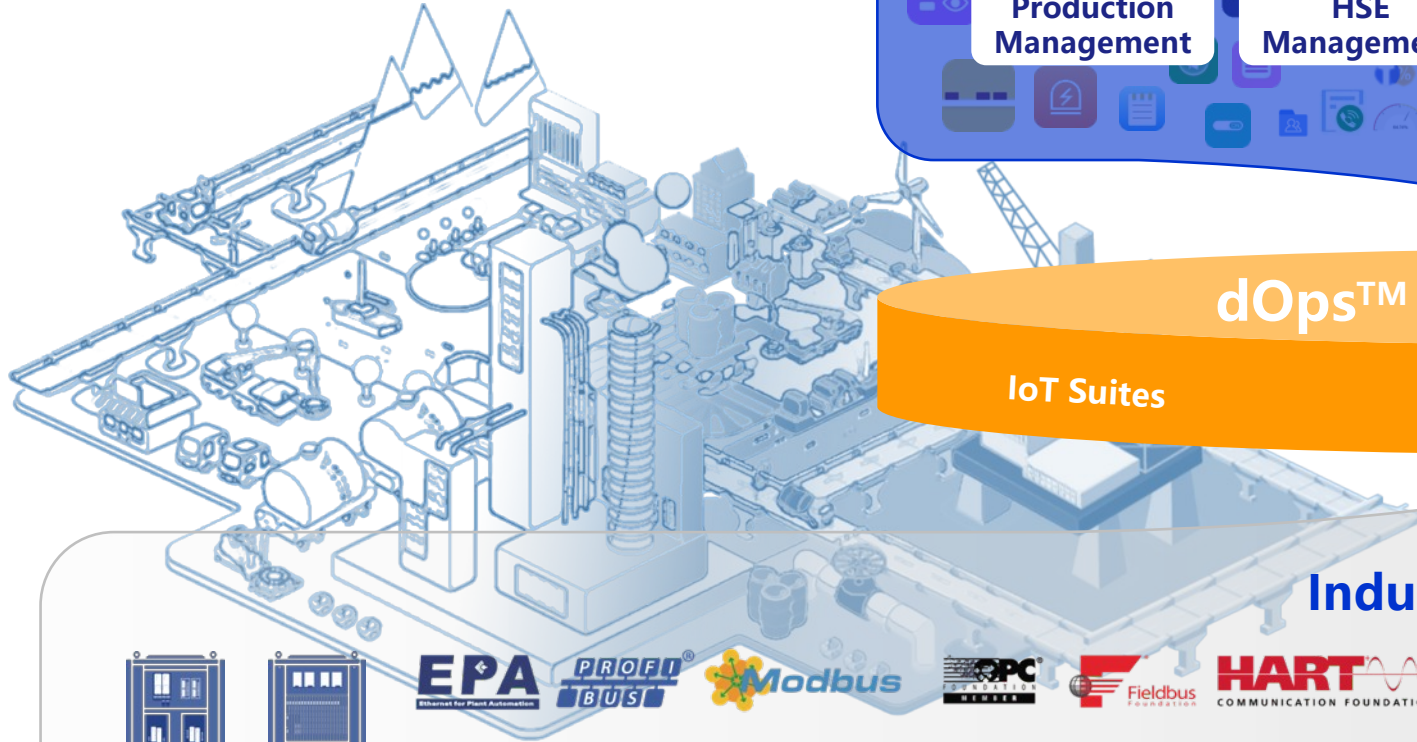 Production
Management
HSE
Manageme
dOps™
IoT Suites
Indu
EPA
Ethernet for Plant Automation
PROFI®
BUS
Modbus
OPC®
FOUNDATION
MEMBER
Fieldbus
Foundation
HART
COMMUNICATION FOUNDATIO